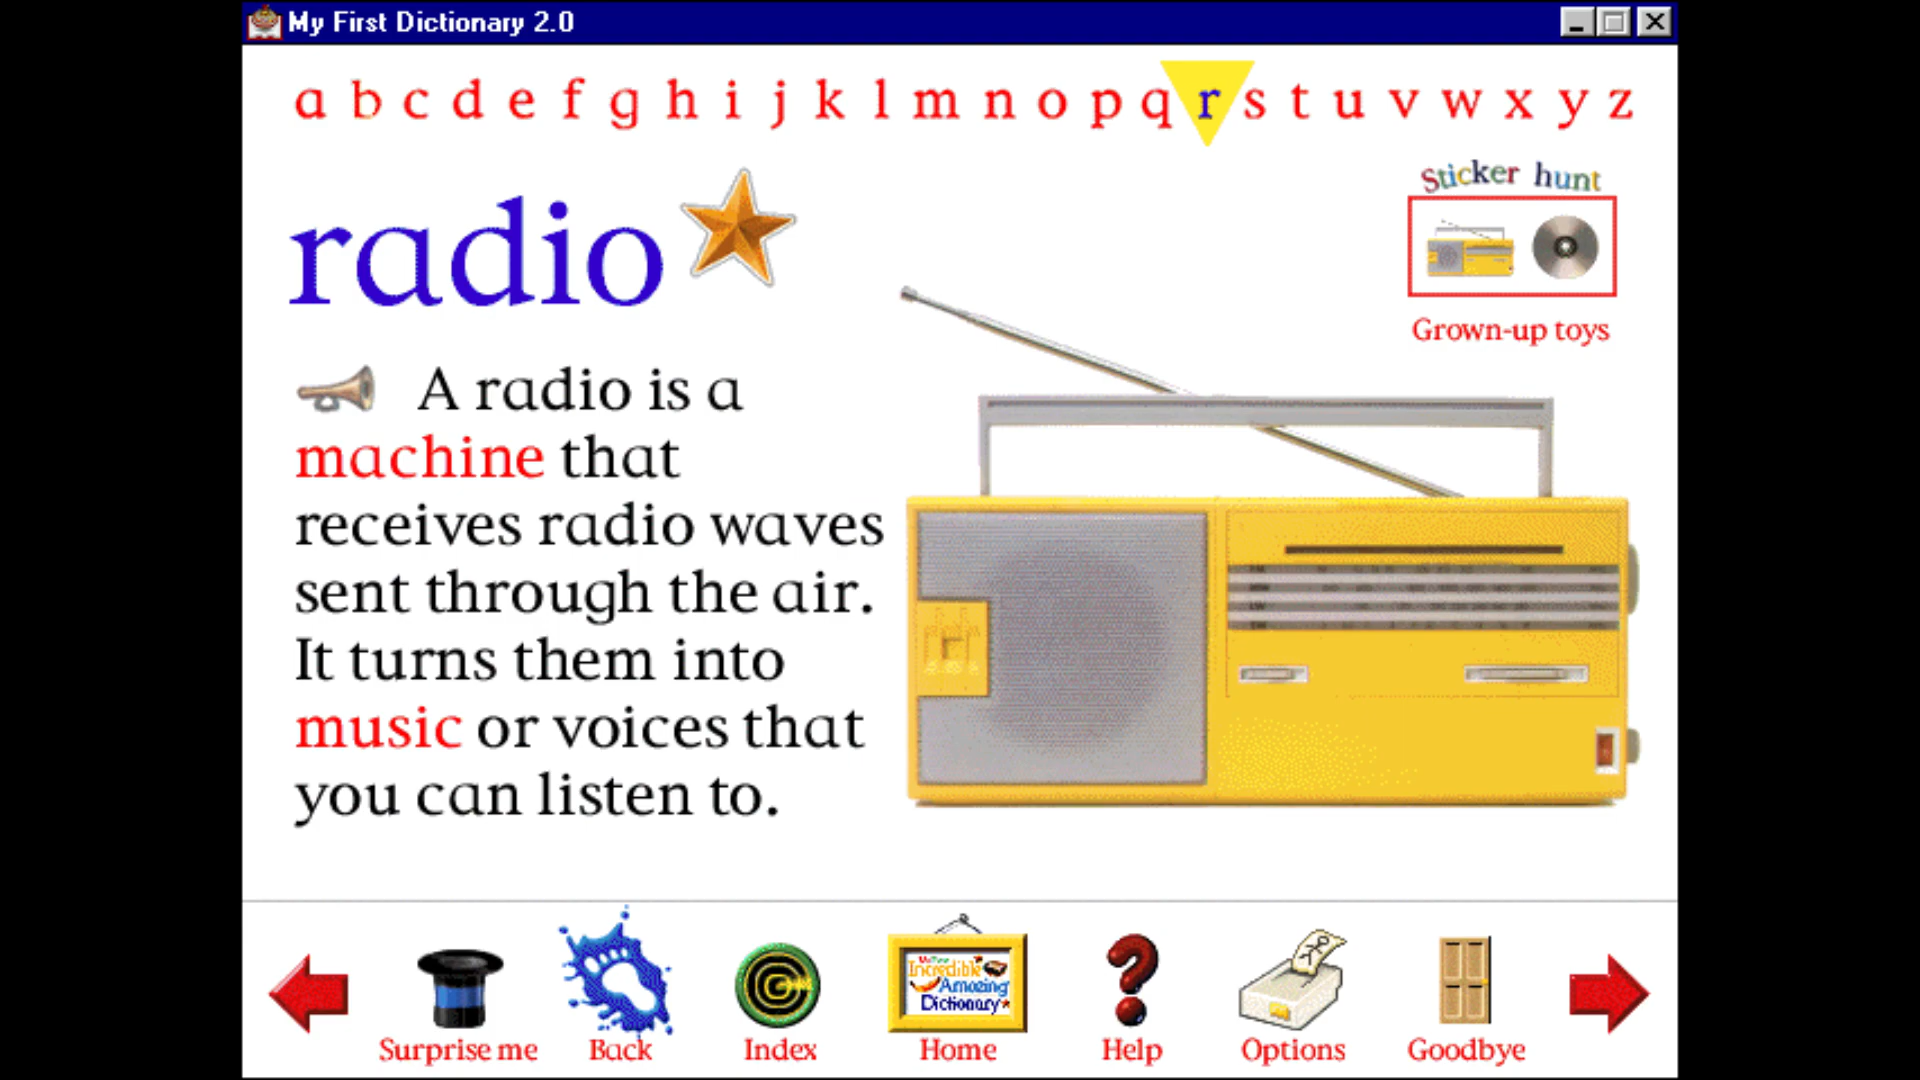 My First Dictionary 2.0
a b c d e f g h i j k l m n o p q r s t u v w x y z
Sticker hunt
radio
Grown-up toys
A radio is a
machine that
receives radio waves
sent through the air.
It turns them into
music or voices that
you can listen to.
My First
Incredible
Amazing
Dictionary
Surprise me
Back
Index
Home
Help
Options
Goodbye